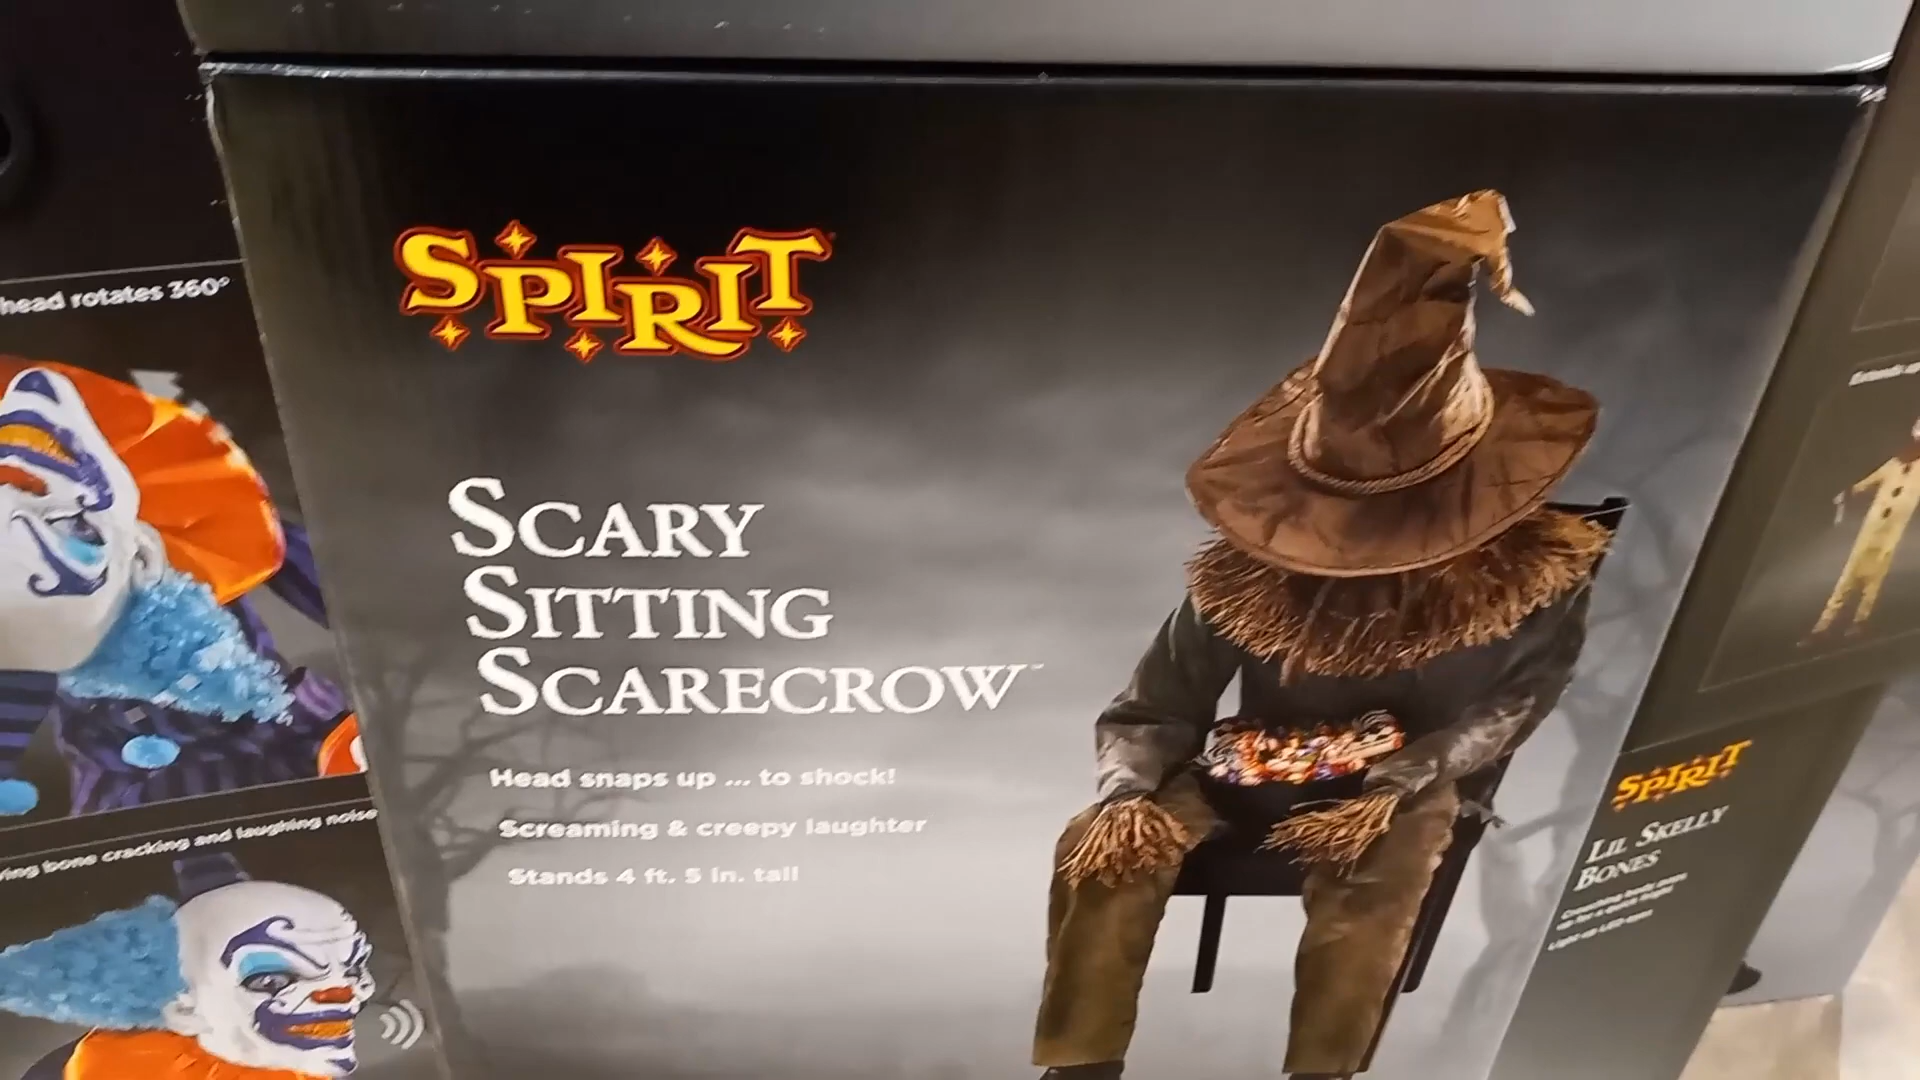 head rotates 360°
ing bone cracking and laughing noise
SPIRIT
SCARY
SITTING
SCARECROW™
Head snaps up ... to shock!
Screaming & creepy laughter
Stands 4 ft. 5 in. tall
SPIRIT
LIL SKELLY
BONES